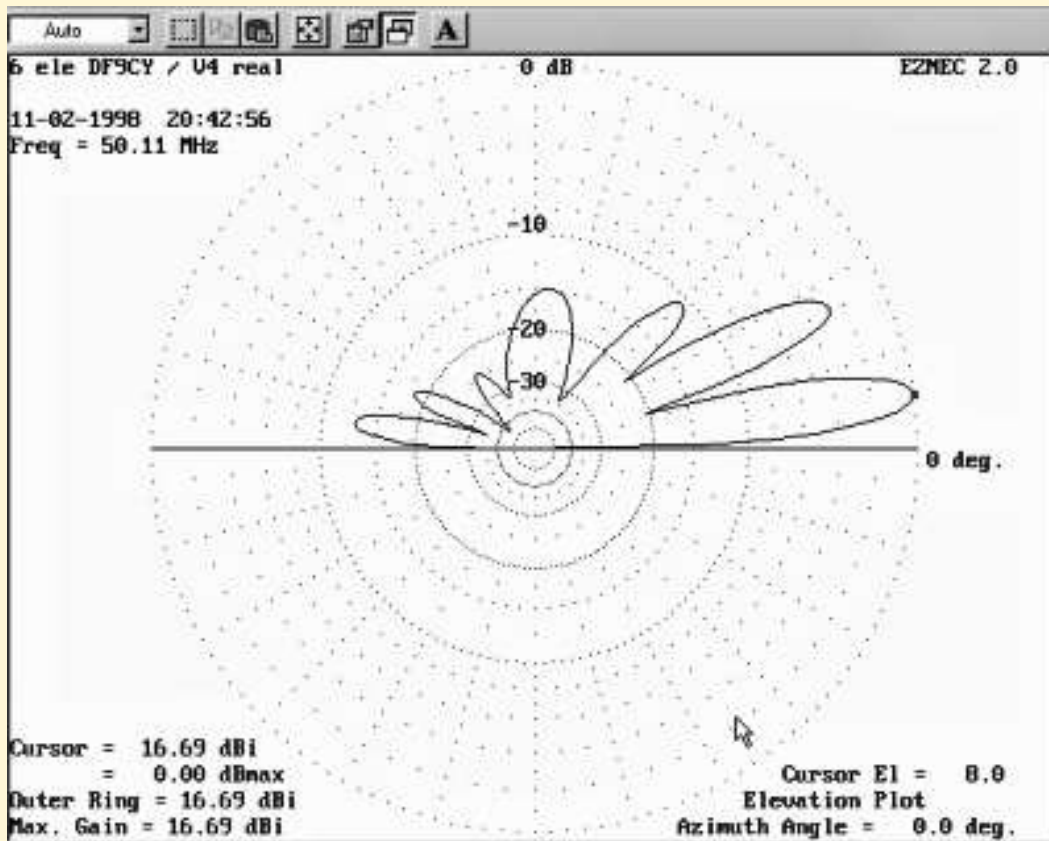 Auto
A
6 ele DF9CY / V4 real
0 dB
EZNEC 2.0
11-02-1998 20:42:56
Freq = 50.11 MHz
-10
-20
-30
0 deg.
Cursor = 16.69 dBi
= 0.00 dBmax
Outer Ring = 16.69 dBi
Max. Gain = 16.69 dBi
Cursor El = 8.0
Elevation Plot
Azimuth Angle = 0.0 deg.